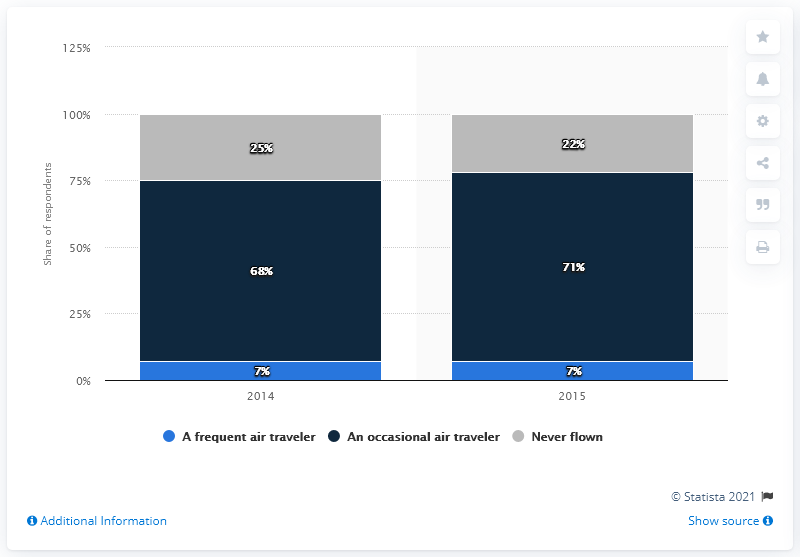 125%
100%
75%
50%
25%
0%
Share of respondents
25%
68%
7%
22%
71%
7%
2014
2015
A frequent air traveler
An occasional air traveler
Never flown
© Statista 2021
Additional Information
Show source